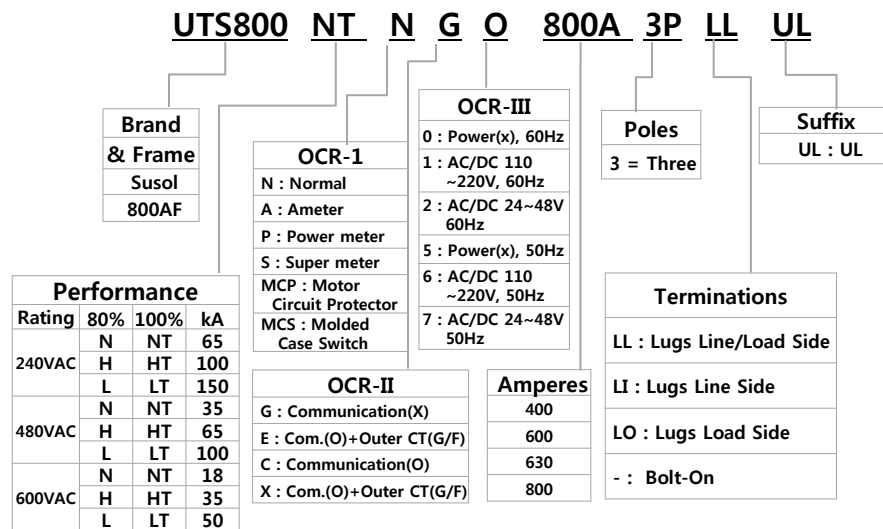 UTS800 NT N G O 800A 3P LL UL
Brand
& Frame
Susol
800AF
Performance
Rating 80% 100% kA
240VAC
N NT 65
H HT 100
L LT 150
480VAC
N NT 35
H HT 65
L LT 100
600VAC
N NT 18
H HT 35
L LT 50
OCR-1
N : Normal
A : Ameter
P : Power meter
S : Super meter
MCP : Motor
Circuit Protector
MCS : Molded
Case Switch
OCR-II
G : Communication(X)
E : Com.(O)+Outer CT(G/F)
C : Communication(O)
X : Com.(O)+Outer CT(G/F)
OCR-III
0 : Power(x), 60Hz
1 : AC/DC 110
~220V, 60Hz
2 : AC/DC 24~48V
60Hz
5 : Power(x), 50Hz
6 : AC/DC 110
~220V, 50Hz
7 : AC/DC 24~48V
50Hz
Amperes
400
600
630
800
Poles
3 = Three
Terminations
LL : Lugs Line/Load Side
LI : Lugs Line Side
LO : Lugs Load Side
- : Bolt-On
Suffix
UL : UL